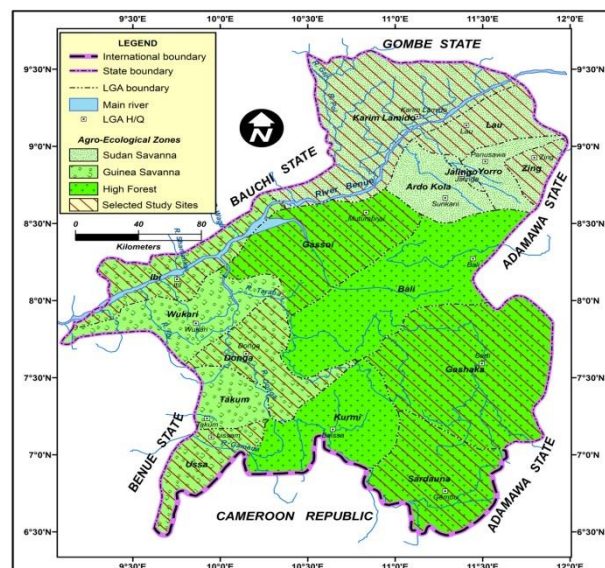 9°30'E 10°0'E 10°30'E 11°0'E 11°30'E 12°0'E
LEGEND
International boundary
State boundary
LGA boundary
Main river
LGA H/Q
Agro-Ecological Zones
Sudan Savanna
Guinea Savanna
High Forest
Selected Study Sites
0 40 80
Kilometers
N
GOMBE STATE
9°30'N
9°30'N
Karim Lamido
Karim Lamido
Lau
Lau
9°0'N
9°0'N
BAUCHI STATE
Jalingo
Yorro
Zing
Zing
Ardo Kola
Sunkani
River Benue
8°30'N
8°30'N
Mutumbiyu
Gassol
ADAMAWA STATE
Ibi
Ibi
Bali
Bali
8°0'N
8°0'N
R. Taraba
Wukari
Wukari
Donga
Donga
Gashaka
7°30'N
7°30'N
Takum
Takum
Kurmi
Baissa
BENUE STATE
Ussa
7°0'N
7°0'N
Sardauna
Gembu
ADAMAWA STATE
CAMEROON REPUBLIC
6°30'N
6°30'N
9°30'E 10°0'E 10°30'E 11°0'E 11°30'E 12°0'E